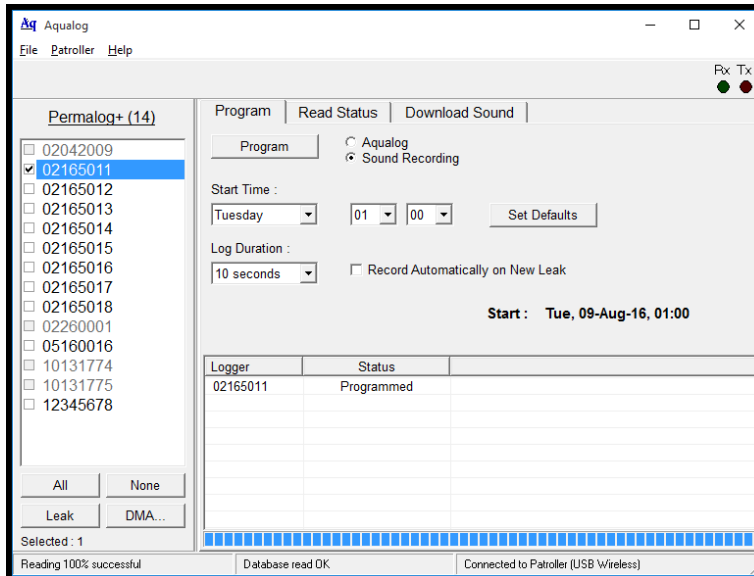 Aq Aqualog
File Patroller Help
Rx Tx
Permalog+ (14)
02042009
02165011
02165012
02165013
02165014
02165015
02165016
02165017
02165018
02260001
05160016
10131774
10131775
12345678
All None
Leak DMA...
Selected : 1
Program Read Status Download Sound
Program
Aqualog
Sound Recording
Start Time :
Tuesday 01 00 Set Defaults
Log Duration :
10 seconds Record Automatically on New Leak
Start : Tue, 09-Aug-16, 01:00
Logger Status
02165011 Programmed
Reading 100% successful Database read OK Connected to Patroller (USB Wireless)